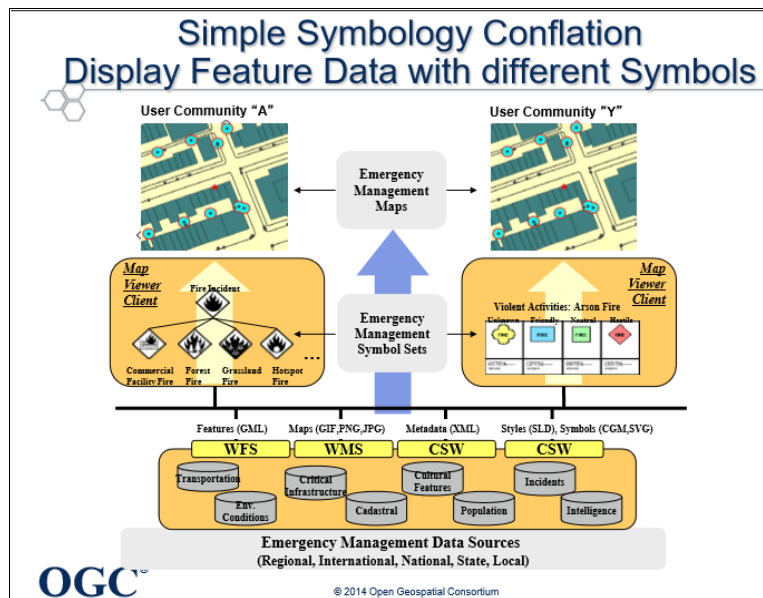 Simple Symbology Conflation
Display Feature Data with different Symbols
User Community "A"
User Community "Y"
Emergency
Management
Maps
Map
Viewer
Client
Fire Incident
Commercial
Facility Fire
Forest
Fire
Grassland
Fire
Hotspot
Fire
...
Emergency
Management
Symbol Sets
Map
Viewer
Client
Violent Activities: Arson Fire
Unknown
Friendly
Neutral
Hostile
FIRE
FIRE
FIRE
FIRE
Features (GML)
Maps (GIF,PNG,JPG)
Metadata (XML)
Styles (SLD), Symbols (CGM,SVG)
WFS
WMS
CSW
CSW
Transportation
Critical
Infrastructure
Cultural
Features
Incidents
Env.
Conditions
Cadastral
Population
Intelligence
Emergency Management Data Sources
(Regional, International, National, State, Local)
OGC®
© 2014 Open Geospatial Consortium